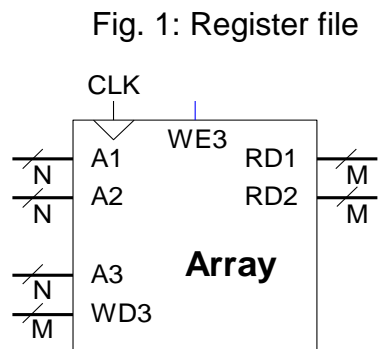 Fig. 1: Register file
CLK
WE3
A1 RD1
N M
A2 RD2
N M
Array
A3
N
WD3
M